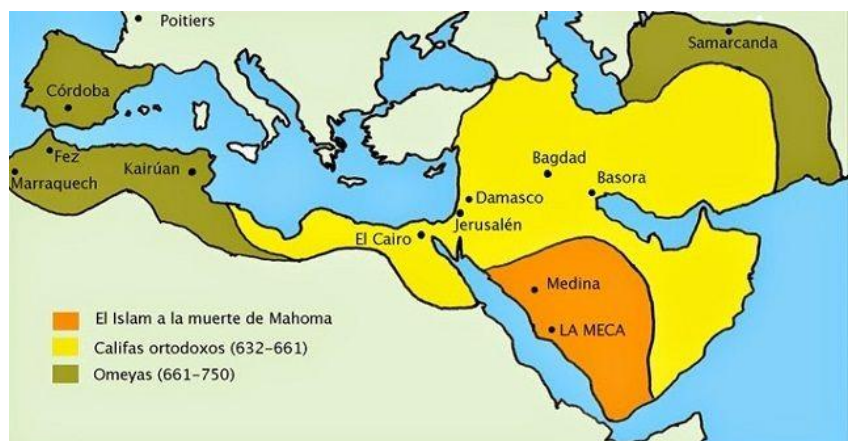 Poitiers
Samarcanda
Córdoba
Fez
Kairúan
Marraquech
Bagdad
Basora
Damasco
Jerusalén
El Cairo
Medina
LA MECA
El Islam a la muerte de Mahoma
Califas ortodoxos (632-661)
Omeyas (661-750)